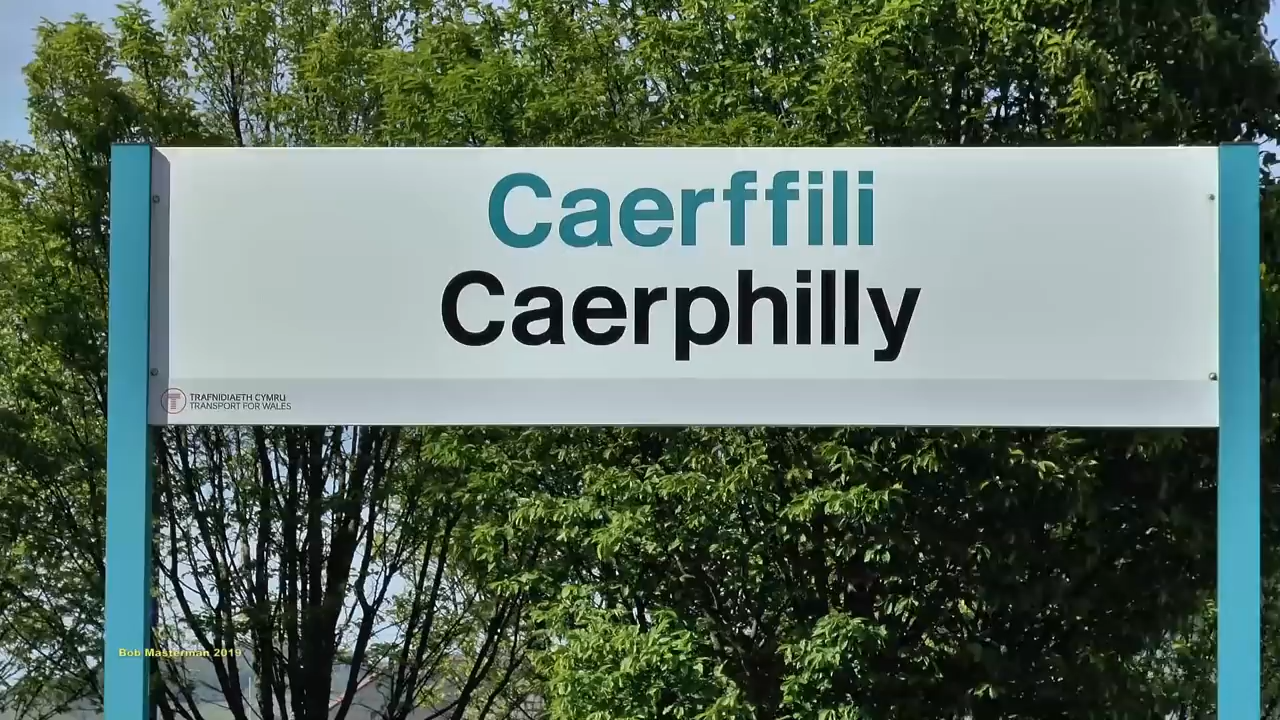 Caerffili
Caerphilly
TRAFNIDIAETH CYMRU
TRANSPORT FOR WALES
Bob Masterman 2019